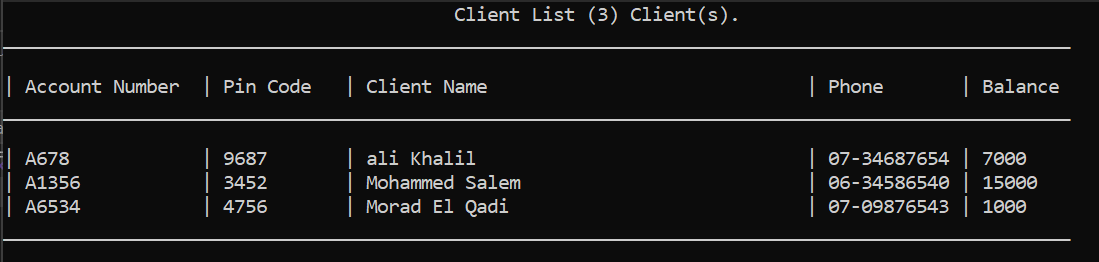 Client List (3) Client(s).
| Account Number | Pin Code | Client Name | Phone | Balance
| A678 | 9687 | ali Khalil | 07-34687654 | 7000
| A1356 | 3452 | Mohammed Salem | 06-34586540 | 15000
| A6534 | 4756 | Morad El Qadi | 07-09876543 | 1000